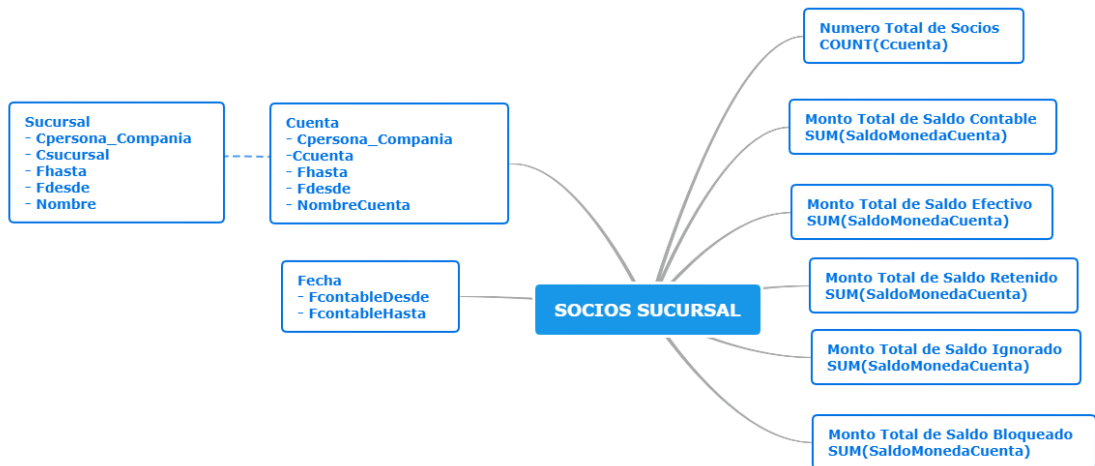 Sucursal
- Cpersona_Compania
- Csucursal
- Fhasta
- Fdesde
- Nombre
Cuenta
- Cpersona_Compania
-Ccuenta
- Fhasta
- Fdesde
- NombreCuenta
Fecha
- FcontableDesde
- FcontableHasta
SOCIOS SUCURSAL
Numero Total de Socios
COUNT(Ccuenta)
Monto Total de Saldo Contable
SUM(SaldoMonedaCuenta)
Monto Total de Saldo Efectivo
SUM(SaldoMonedaCuenta)
Monto Total de Saldo Retenido
SUM(SaldoMonedaCuenta)
Monto Total de Saldo Ignorado
SUM(SaldoMonedaCuenta)
Monto Total de Saldo Bloqueado
SUM(SaldoMonedaCuenta)